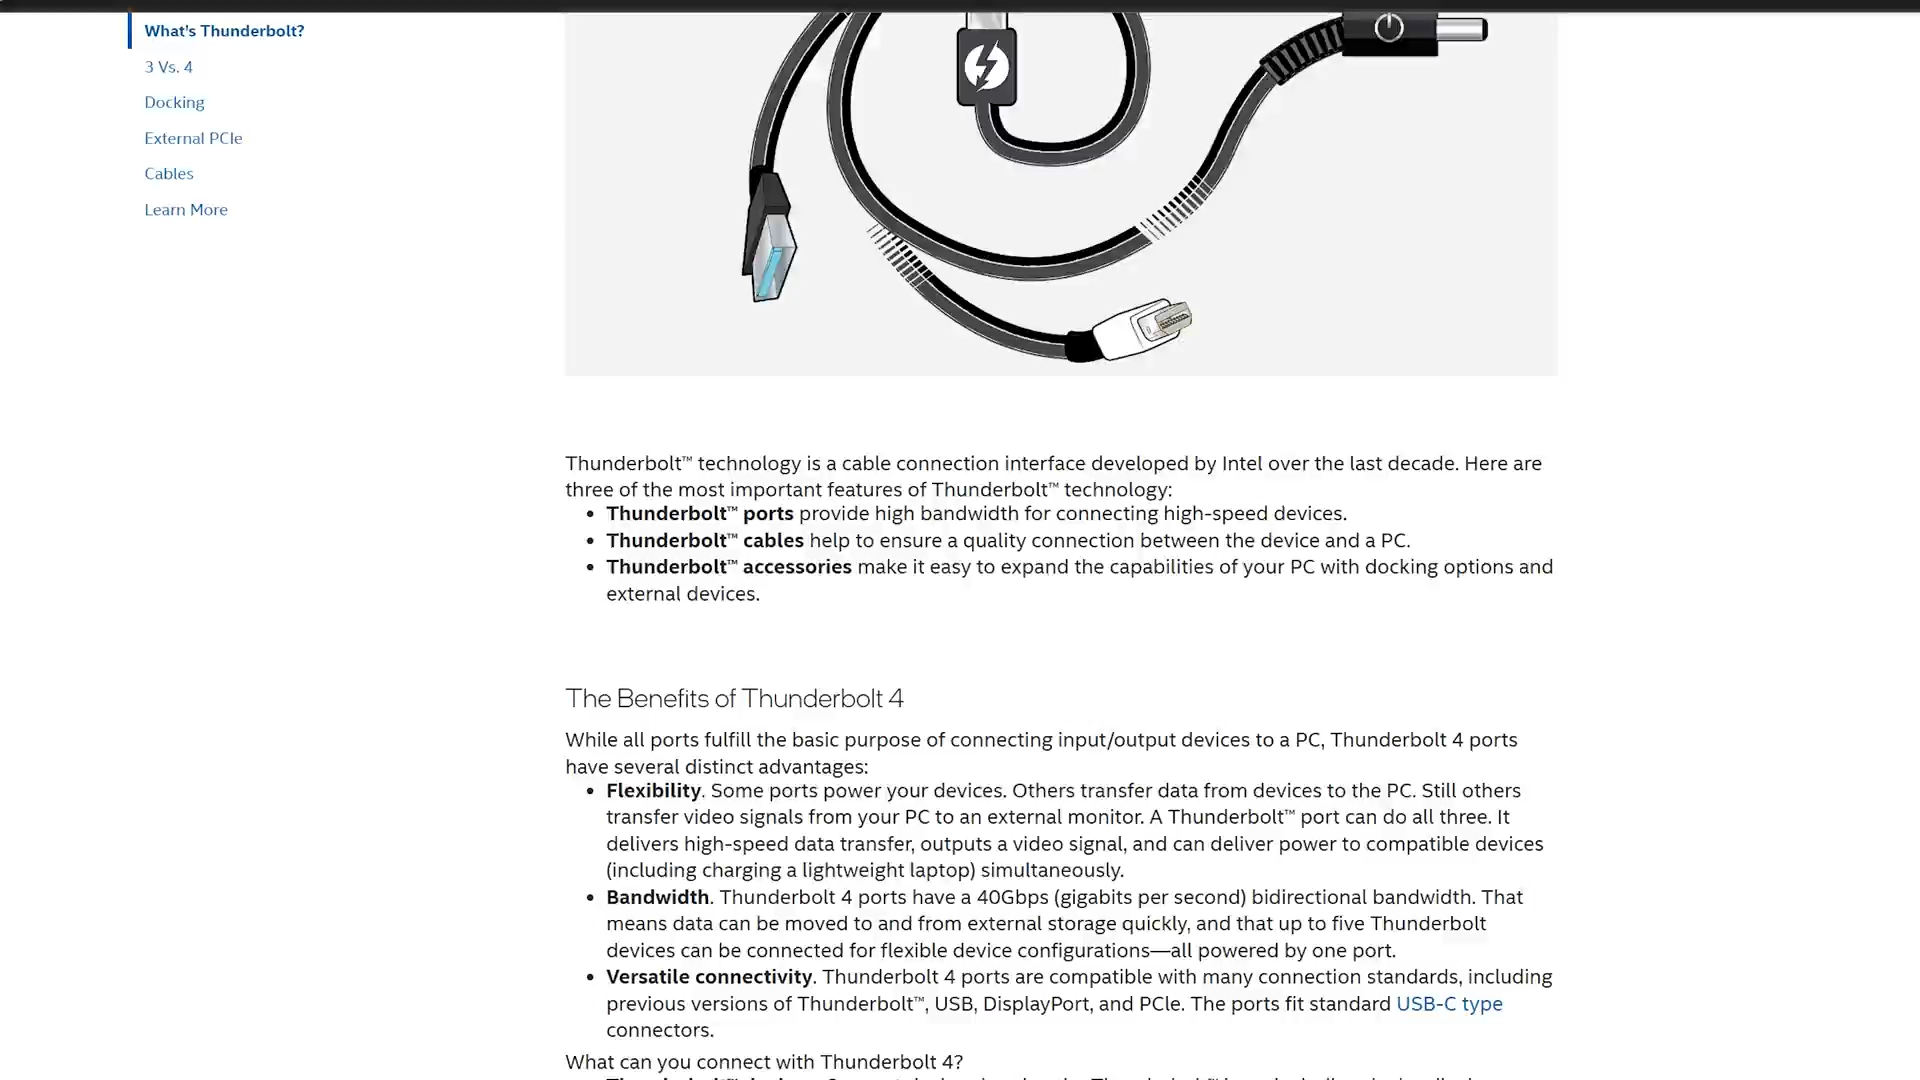 What's Thunderbolt?
3 Vs. 4
Docking
External PCIe
Cables
Learn More
Thunderbolt™ technology is a cable connection interface developed by Intel over the last decade. Here are
three of the most important features of Thunderbolt™ technology:
• Thunderbolt™ ports provide high bandwidth for connecting high-speed devices.
• Thunderbolt™ cables help to ensure a quality connection between the device and a PC.
• Thunderbolt™ accessories make it easy to expand the capabilities of your PC with docking options and
external devices.
The Benefits of Thunderbolt 4
While all ports fulfill the basic purpose of connecting input/output devices to a PC, Thunderbolt 4 ports
have several distinct advantages:
• Flexibility. Some ports power your devices. Others transfer data from devices to the PC. Still others
transfer video signals from your PC to an external monitor. A Thunderbolt™ port can do all three. It
delivers high-speed data transfer, outputs a video signal, and can deliver power to compatible devices
(including charging a lightweight laptop) simultaneously.
• Bandwidth. Thunderbolt 4 ports have a 40Gbps (gigabits per second) bidirectional bandwidth. That
means data can be moved to and from external storage quickly, and that up to five Thunderbolt
devices can be connected for flexible device configurations—all powered by one port.
• Versatile connectivity. Thunderbolt 4 ports are compatible with many connection standards, including
previous versions of Thunderbolt™, USB, DisplayPort, and PCIe. The ports fit standard USB-C type
connectors.
What can you connect with Thunderbolt 4?